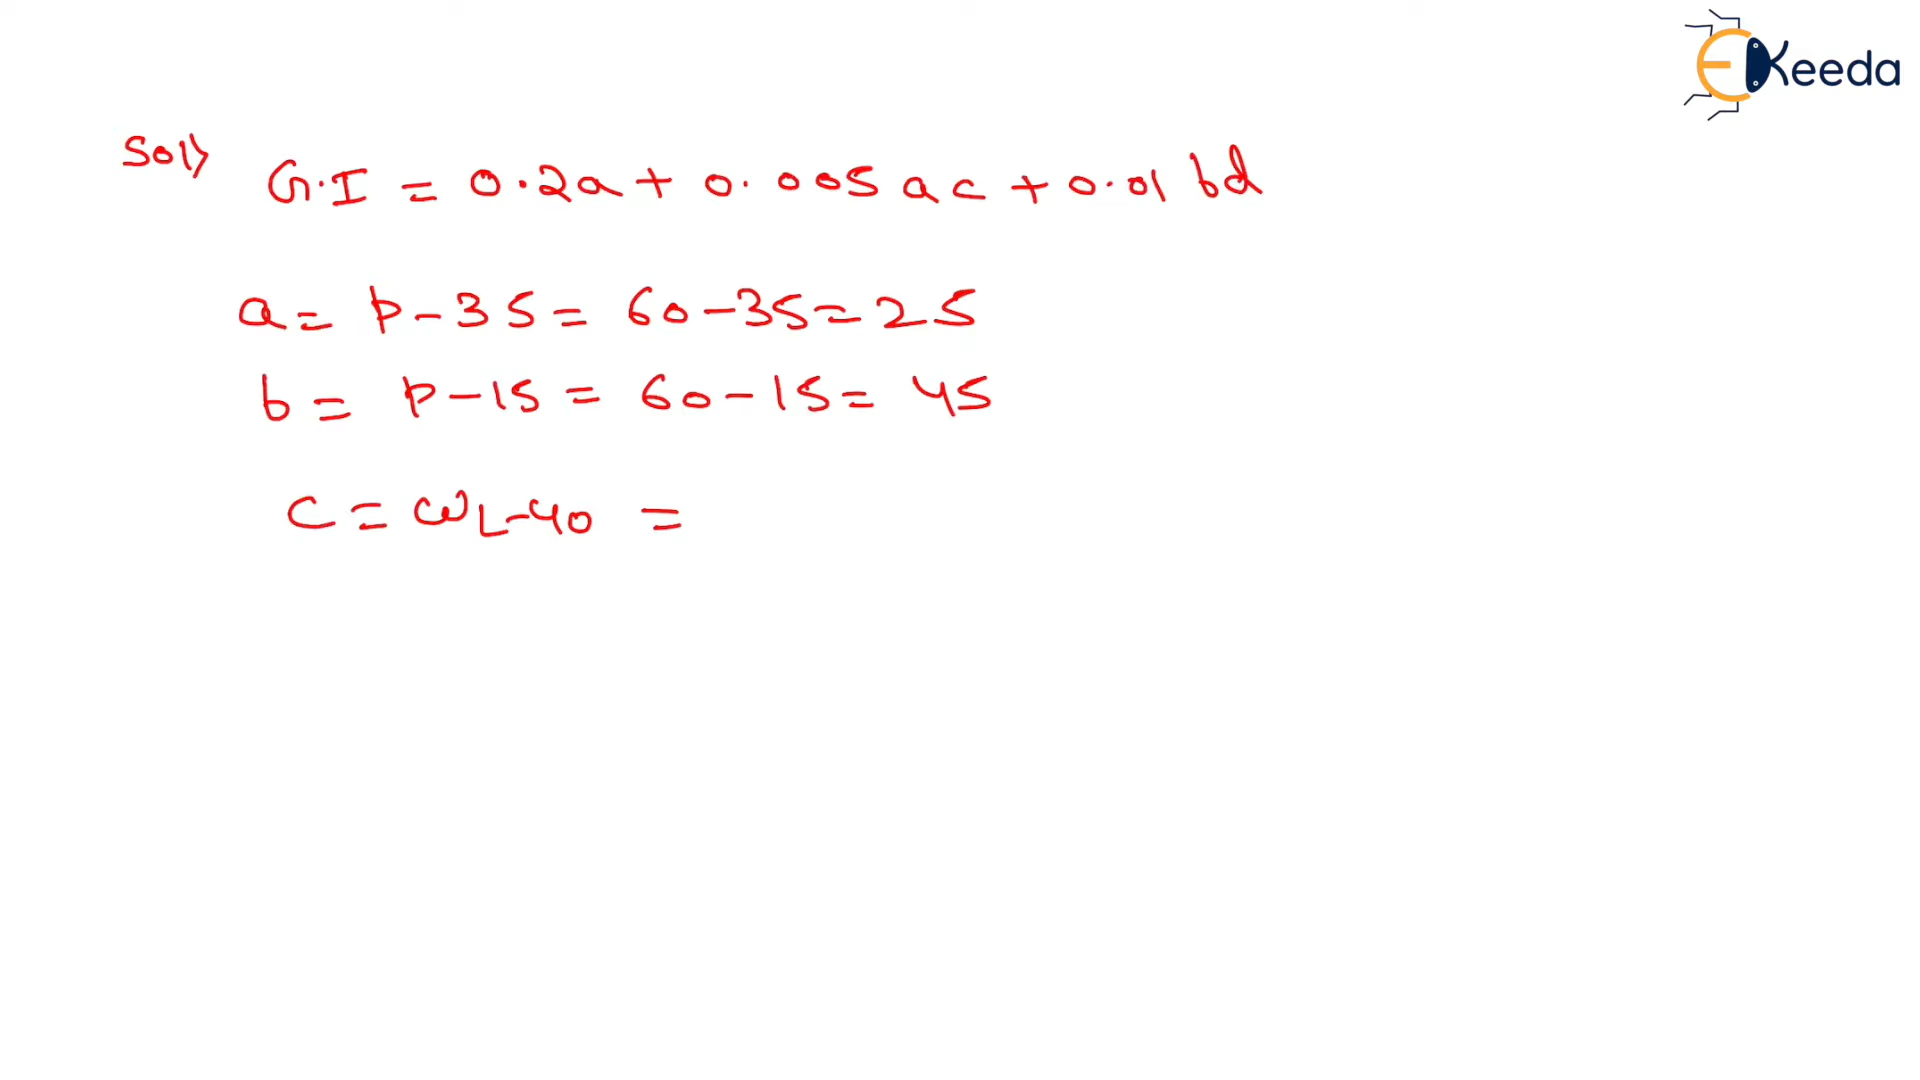 EKeeda
Sol)
G.I = 0.2a + 0.005 ac + 0.01 bd
a = p - 35 = 60 - 35 = 25
b = p - 15 = 60 - 15 = 45
c = ωL - 40 =